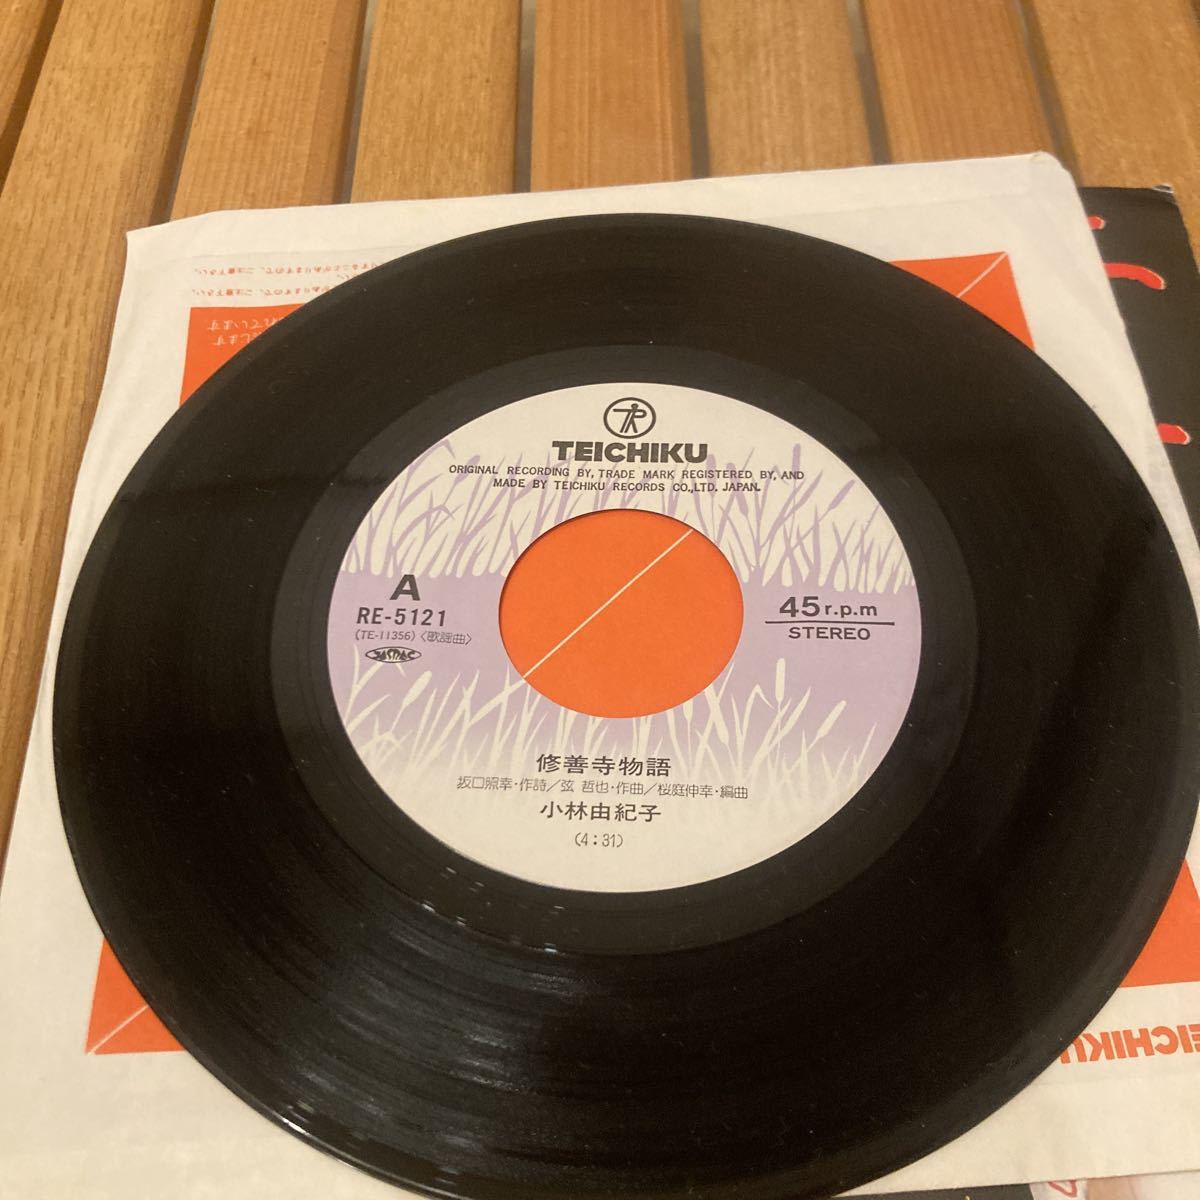 TEICHIKU
ORIGINAL RECORDING BY, TRADE MARK REGISTERED BY, AND
MADE BY TEICHIKU RECORDS CO.,LTD. JAPAN.
A
RE-5121
(TE-11356)〈歌謡曲〉
JASRAC
45 r.p.m
STEREO
修善寺物語
坂口照幸・作詩/弦 哲也・作曲/桜庭伸幸・編曲
小林由紀子
(4:31)